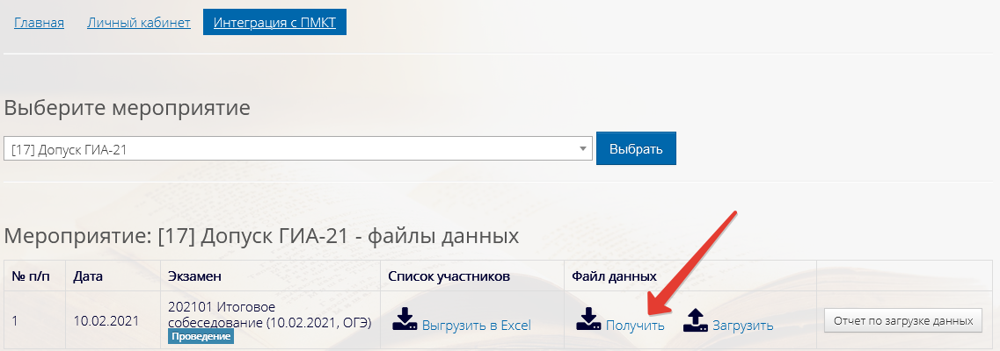 Главная Личный кабинет Интеграция с ПМКТ
Выберите мероприятие
[17] Допуск ГИА-21 Выбрать
Мероприятие: [17] Допуск ГИА-21 - файлы данных
№ п/п Дата Экзамен Список участников Файл данных
1 10.02.2021 202101 Итоговое
собеседование (10.02.2021, ОГЭ)
Проведение
Выгрузить в Excel Получить Загрузить Отчет по загрузке данных